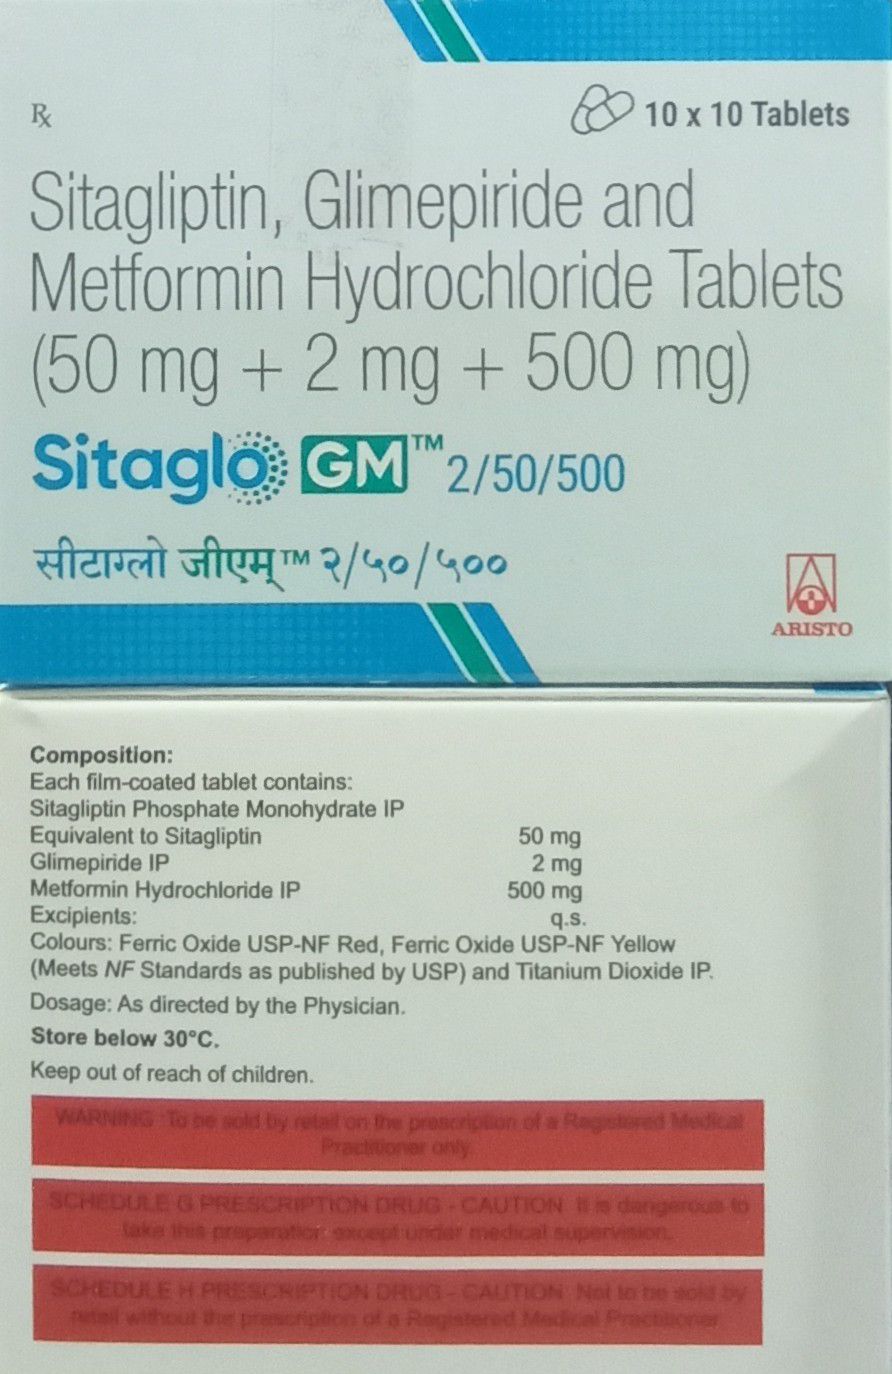 Rx
10 x 10 Tablets
Sitagliptin, Glimepiride and
Metformin Hydrochloride Tablets
(50 mg + 2 mg + 500 mg)
Sitaglo GM™ 2/50/500
सीटाग्लो जीएम्™ २/५०/५००
ARISTO
Composition:
Each film-coated tablet contains:
Sitagliptin Phosphate Monohydrate IP
Equivalent to Sitagliptin 50 mg
Glimepiride IP 2 mg
Metformin Hydrochloride IP 500 mg
Excipients: q.s.
Colours: Ferric Oxide USP-NF Red, Ferric Oxide USP-NF Yellow
(Meets NF Standards as published by USP) and Titanium Dioxide IP.
Dosage: As directed by the Physician.
Store below 30°C.
Keep out of reach of children.
WARNING: To be sold by retail on the prescription of a Registered Medical
Practitioner only.
SCHEDULE G PRESCRIPTION DRUG - CAUTION: It is dangerous to
take this preparation except under medical supervision.
SCHEDULE H PRESCRIPTION DRUG - CAUTION: Not to be sold by
retail without the prescription of a Registered Medical Practitioner.